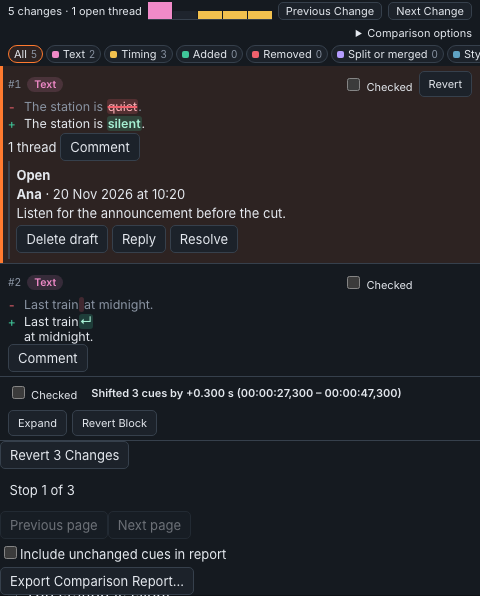 5 changes · 1 open thread Previous Change Next Change
▶ Comparison options
All 5 Text 2 Timing 3 Added 0 Removed 0 Split or merged 0 Sty
#1 Text Checked Revert
- The station is quiet.
+ The station is silent.
1 thread Comment
Open
Ana · 20 Nov 2026 at 10:20
Listen for the announcement before the cut.
Delete draft Reply Resolve
#2 Text Checked
- Last train at midnight.
+ Last train↵
at midnight.
Comment
Checked Shifted 3 cues by +0.300 s (00:00:27,300 – 00:00:47,300)
Expand Revert Block
Revert 3 Changes
Stop 1 of 3
Previous page Next page
Include unchanged cues in report
Export Comparison Report...